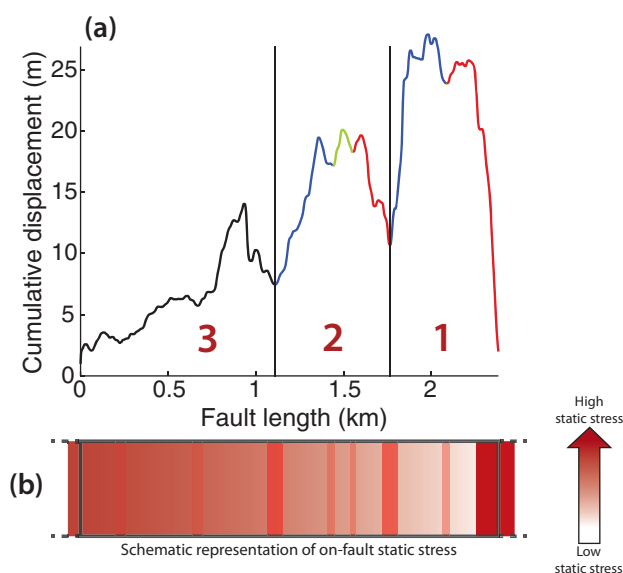 (a)
25
20
15
10
5
0
Cumulative displacement (m)
3
2
1
0
0.5
1
1.5
2
Fault length (km)
High
static stress
(b)
Low
static stress
Schematic representation of on-fault static stress